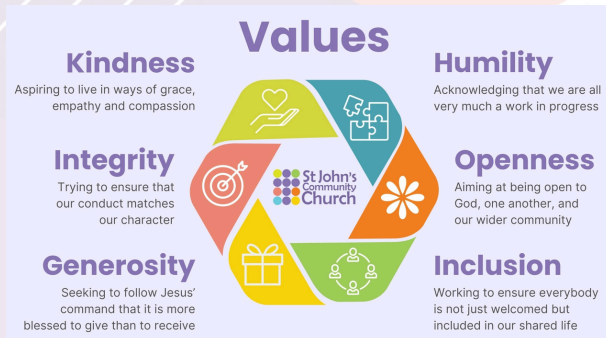 Values
Kindness
Aspiring to live in ways of grace,
empathy and compassion
Integrity
Trying to ensure that
our conduct matches
our character
Generosity
Seeking to follow Jesus'
command that it is more
blessed to give than to receive
St John's
Community
Church
Humility
Acknowledging that we are all
very much a work in progress
Openness
Aiming at being open to
God, one another, and
our wider community
Inclusion
Working to ensure everybody
is not just welcomed but
included in our shared life